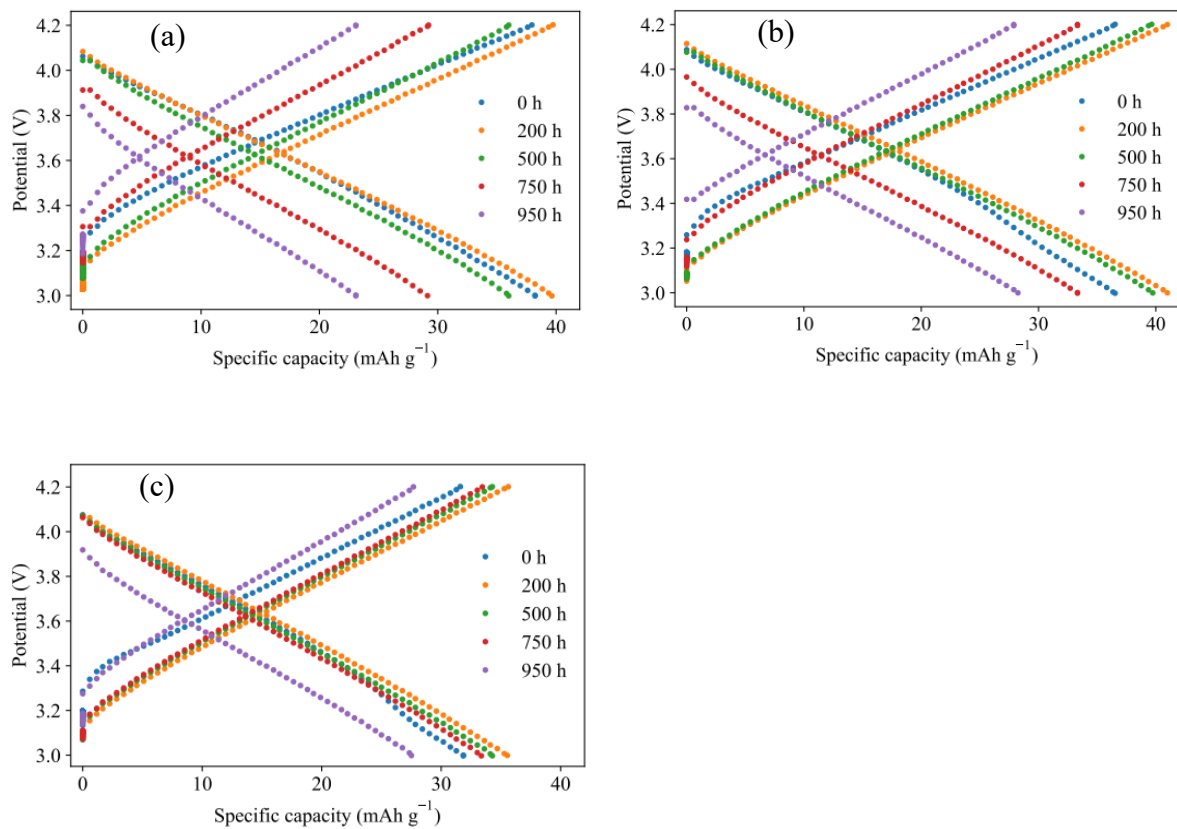 (a)
4.2
4.0
3.8
3.6
3.4
3.2
3.0
Potential (V)
0 h
200 h
500 h
750 h
950 h
0
10
20
30
40
Specific capacity (mAh g⁻¹)
(b)
4.2
4.0
3.8
3.6
3.4
3.2
3.0
Potential (V)
0 h
200 h
500 h
750 h
950 h
0
10
20
30
40
Specific capacity (mAh g⁻¹)
(c)
4.2
4.0
3.8
3.6
3.4
3.2
3.0
Potential (V)
0 h
200 h
500 h
750 h
950 h
0
10
20
30
40
Specific capacity (mAh g⁻¹)